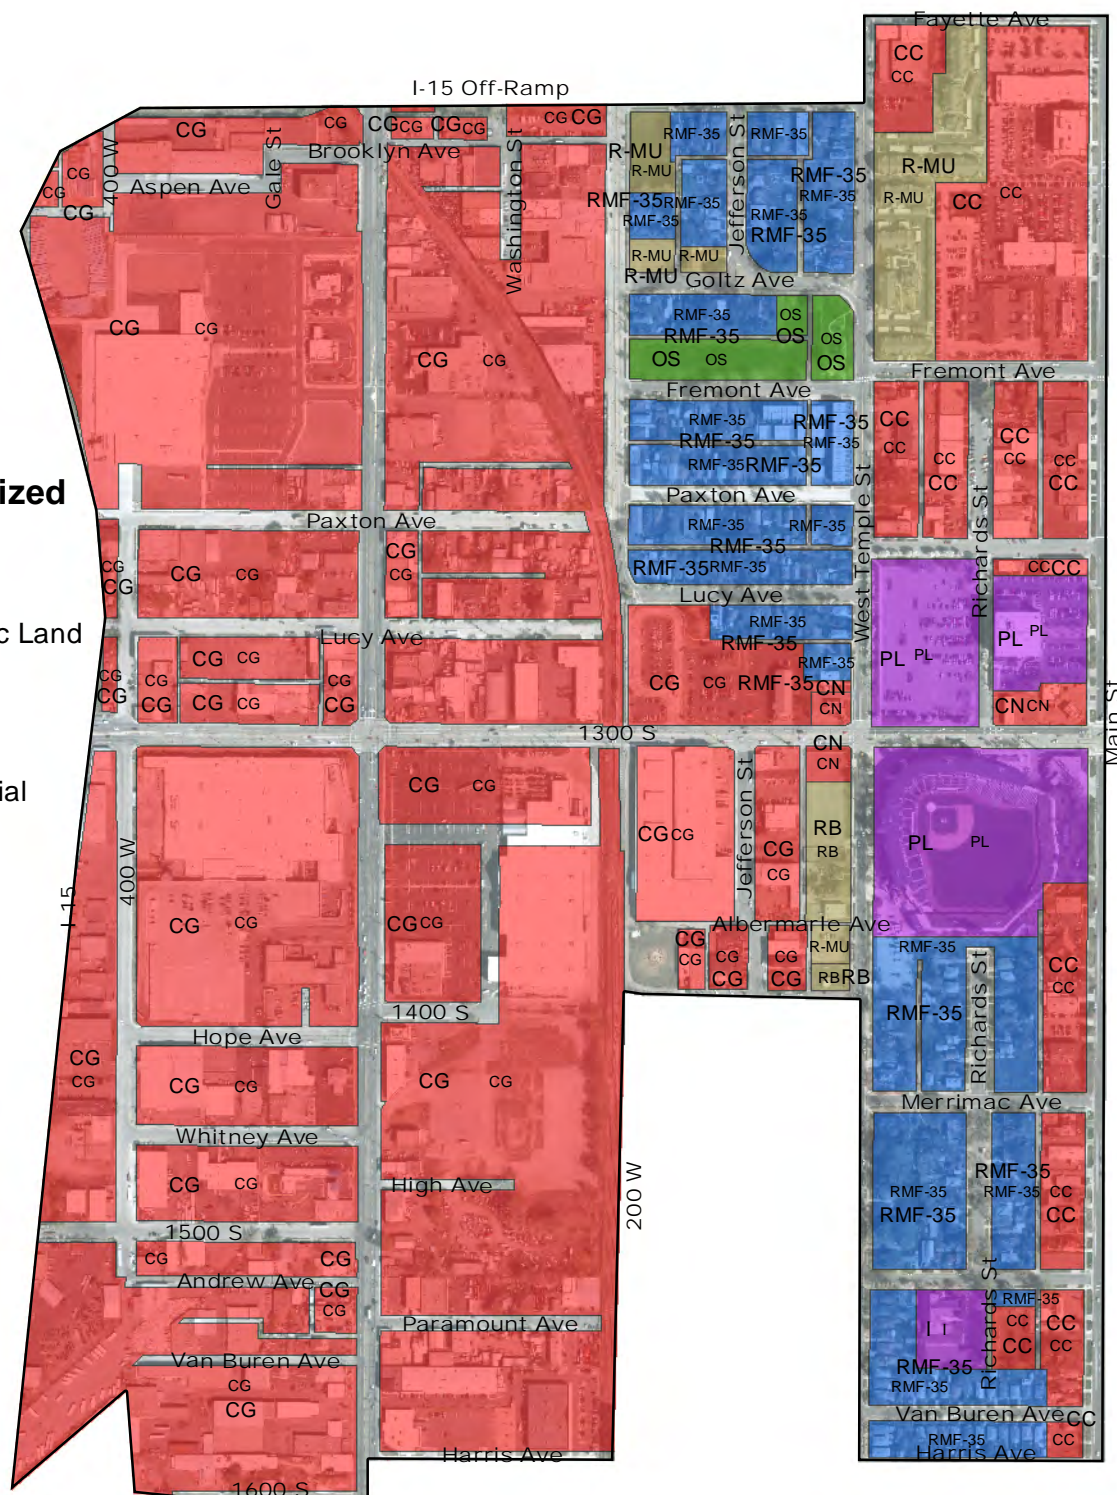 Fayette Ave
CC
CC
I-15 Off-Ramp
CG
CG
CG
CG
CG
CG
CG
CG
RMF-35
RMF-35
Brooklyn Ave
R-MU
R-MU
R-MU
R-MU
400 W
Gale St
Washington St
Jefferson St
CG
CG
CG
Aspen Ave
RMF-35
RMF-35
RMF-35
RMF-35
RMF-35
RMF-35
RMF-35
CC
CC
R-MU
R-MU
R-MU
Goltz Ave
CG
CG
CG
CG
RMF-35
RMF-35
OS
OS
OS
OS
OS
OS
Fremont Ave
Fremont Ave
RMF-35
RMF-35
RMF-35
RMF-35
RMF-35
RMF-35
CC
CC
CC
CC
CC
CC
CC
CC
West Temple St
Richards St
ized
Paxton Ave
Paxton Ave
RMF-35
RMF-35
RMF-35
CG
CG
CG
CG
CG
CG
RMF-35
RMF-35
CC
CC
Lucy Ave
Lucy Ave
c Land
RMF-35
RMF-35
PL
PL
PL
PL
CG
CG
CG
CG
CG
CG
CG
CG
CG
CG
CG
CG
RMF-35
RMF-35
CN
CN
CN
CN
Main St
1300 S
CN
CN
ial
CG
CG
CG
CG
RB
RB
PL
PL
Jefferson St
CG
CG
I-15
400 W
CG
CG
CG
CG
Albermarle Ave
CG
CG
CG
CG
CG
CG
R-MU
RB
RB
RMF-35
RMF-35
CC
CC
Richards St
1400 S
Hope Ave
CG
CG
CG
CG
CG
CG
Merrimac Ave
Whitney Ave
CG
CG
High Ave
200 W
RMF-35
RMF-35
RMF-35
RMF-35
CC
CC
1500 S
CG
CG
Andrew Ave
CG
CG
Richards St
RMF-35
I
I
CC
CC
CC
CC
Paramount Ave
Van Buren Ave
RMF-35
RMF-35
CG
CG
Van Buren Ave
CC
CC
RMF-35
Harris Ave
Harris Ave
1600 S